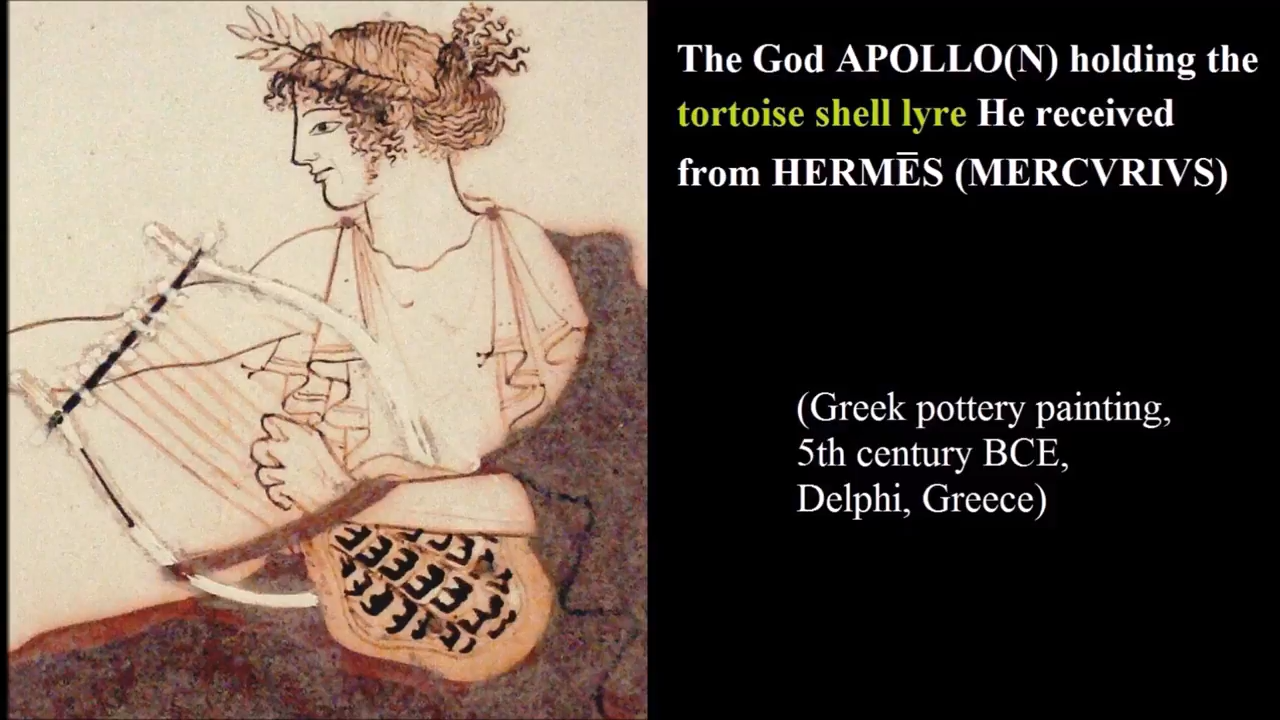 The God APOLLO(N) holding the
tortoise shell lyre He received
from HERMĒS (MERCVRIVS)
(Greek pottery painting,
5th century BCE,
Delphi, Greece)